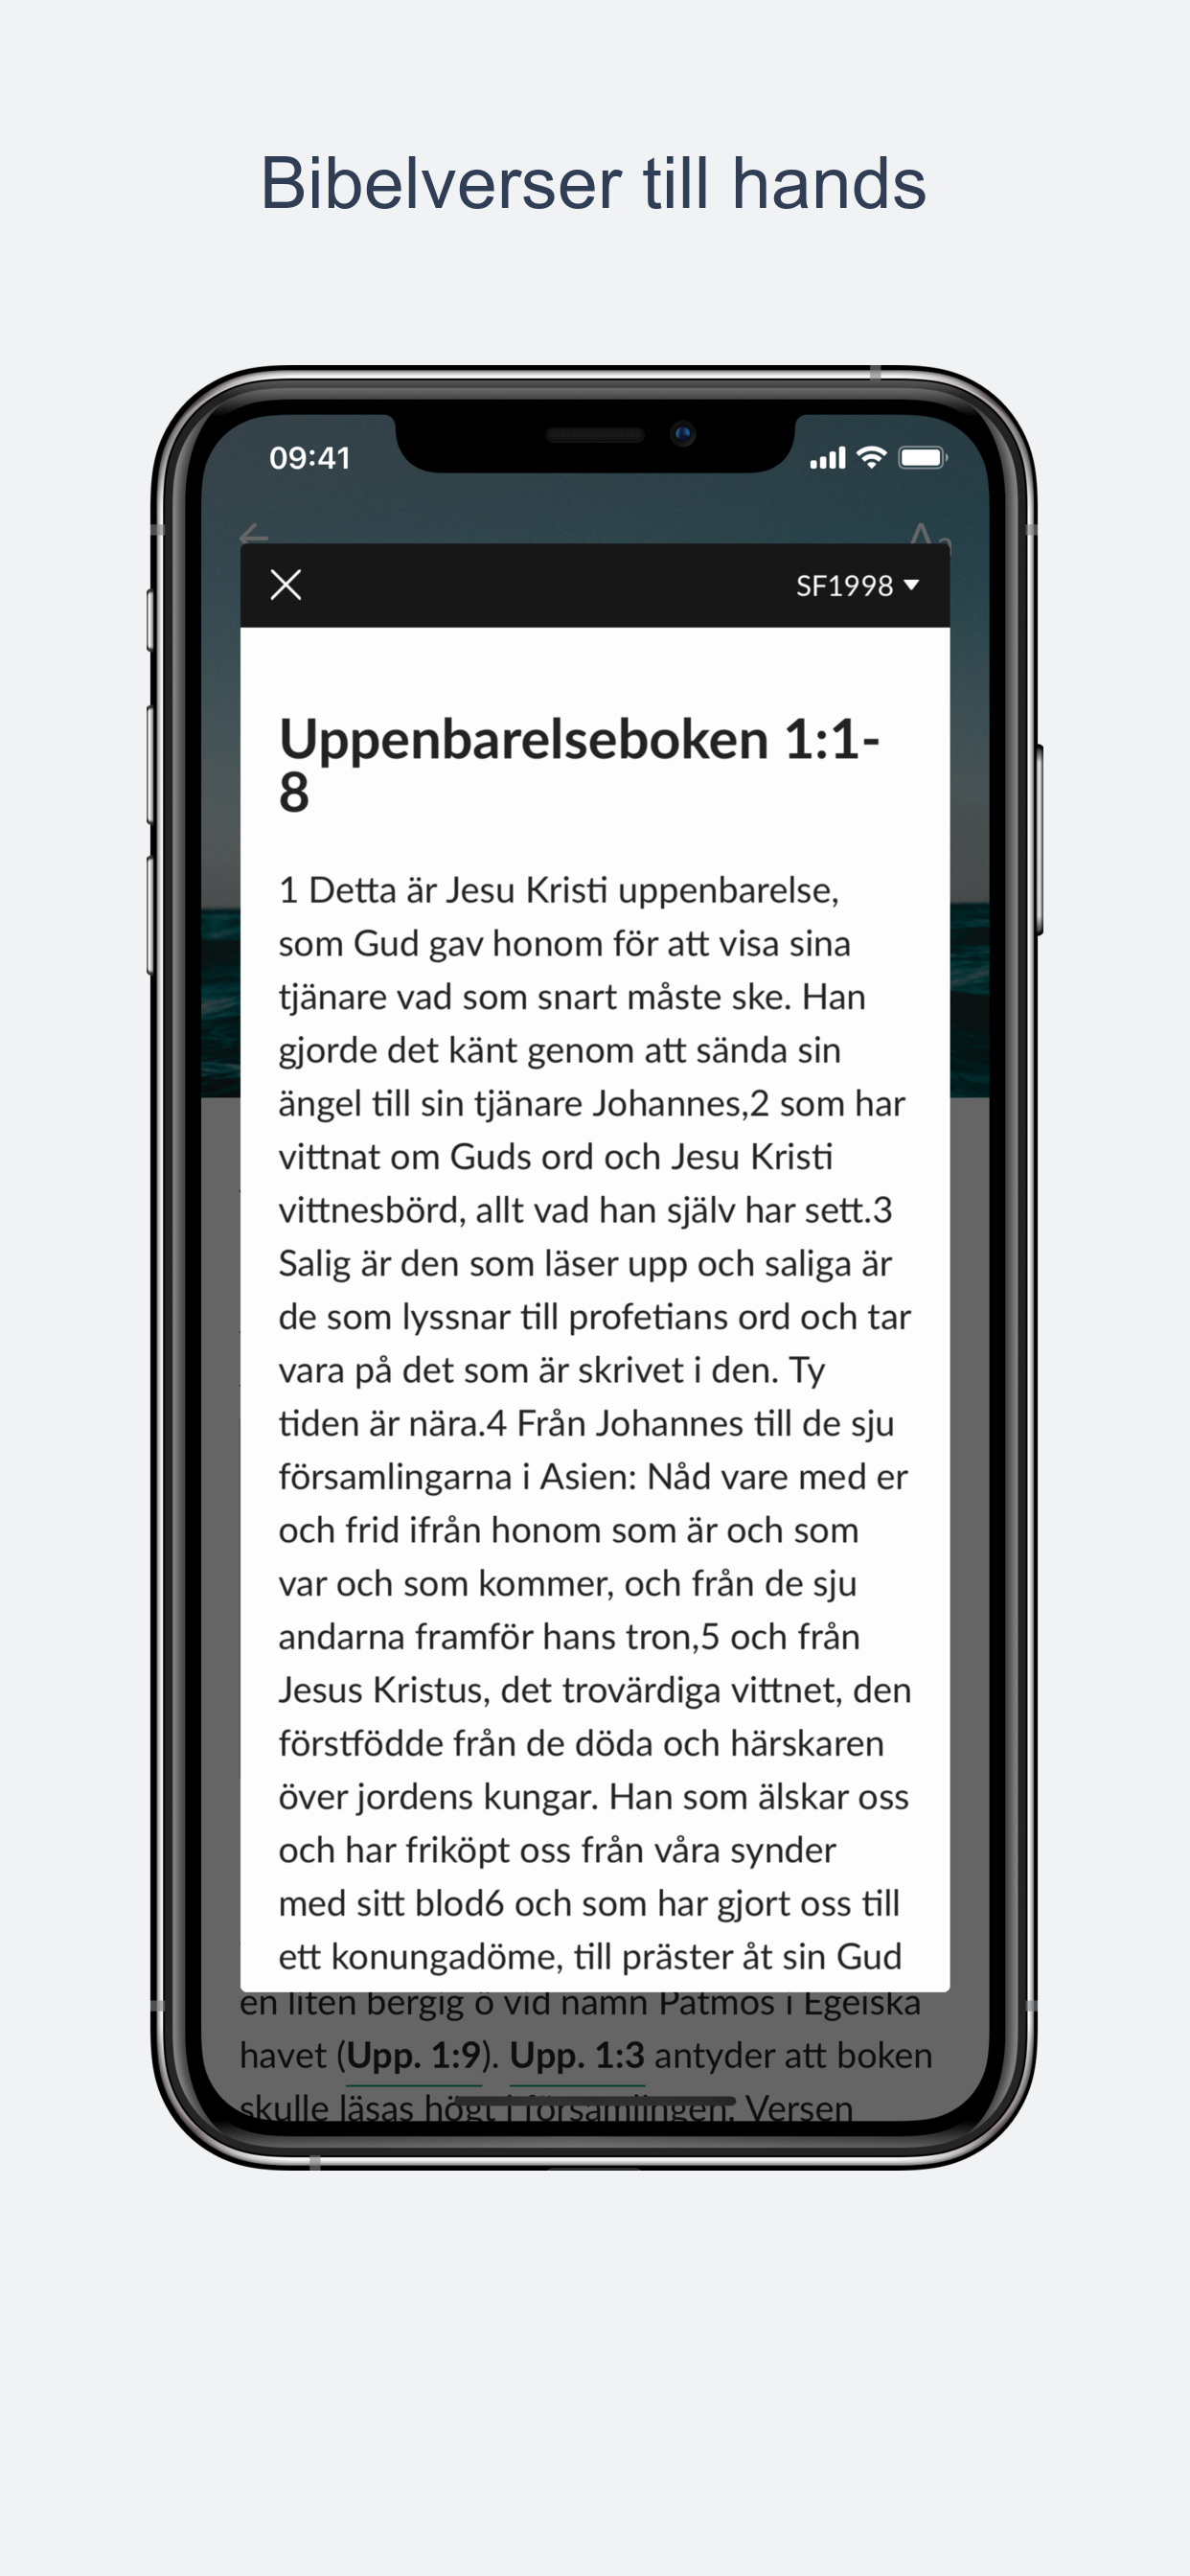 Bibelverser till hands
09:41
Aa
SF1998
Uppenbarelseboken 1:1-
8
1 Detta är Jesu Kristi uppenbarelse,
som Gud gav honom för att visa sina
tjänare vad som snart måste ske. Han
gjorde det känt genom att sända sin
ängel till sin tjänare Johannes,2 som har
vittnat om Guds ord och Jesu Kristi
vittnesbörd, allt vad han själv har sett.3
Salig är den som läser upp och saliga är
de som lyssnar till profetians ord och tar
vara på det som är skrivet i den. Ty
tiden är nära.4 Från Johannes till de sju
församlingarna i Asien: Nåd vare med er
och frid ifrån honom som är och som
var och som kommer, och från de sju
andarna framför hans tron,5 och från
Jesus Kristus, det trovärdiga vittnet, den
förstfödde från de döda och härskaren
över jordens kungar. Han som älskar oss
och har friköpt oss från våra synder
med sitt blod6 och som har gjort oss till
ett konungadöme, till präster åt sin Gud
en liten bergig ö vid namn Patmos i Egeiska
havet (Upp. 1:9). Upp. 1:3 antyder att boken
skulle läsas högt i församlingen. Versen